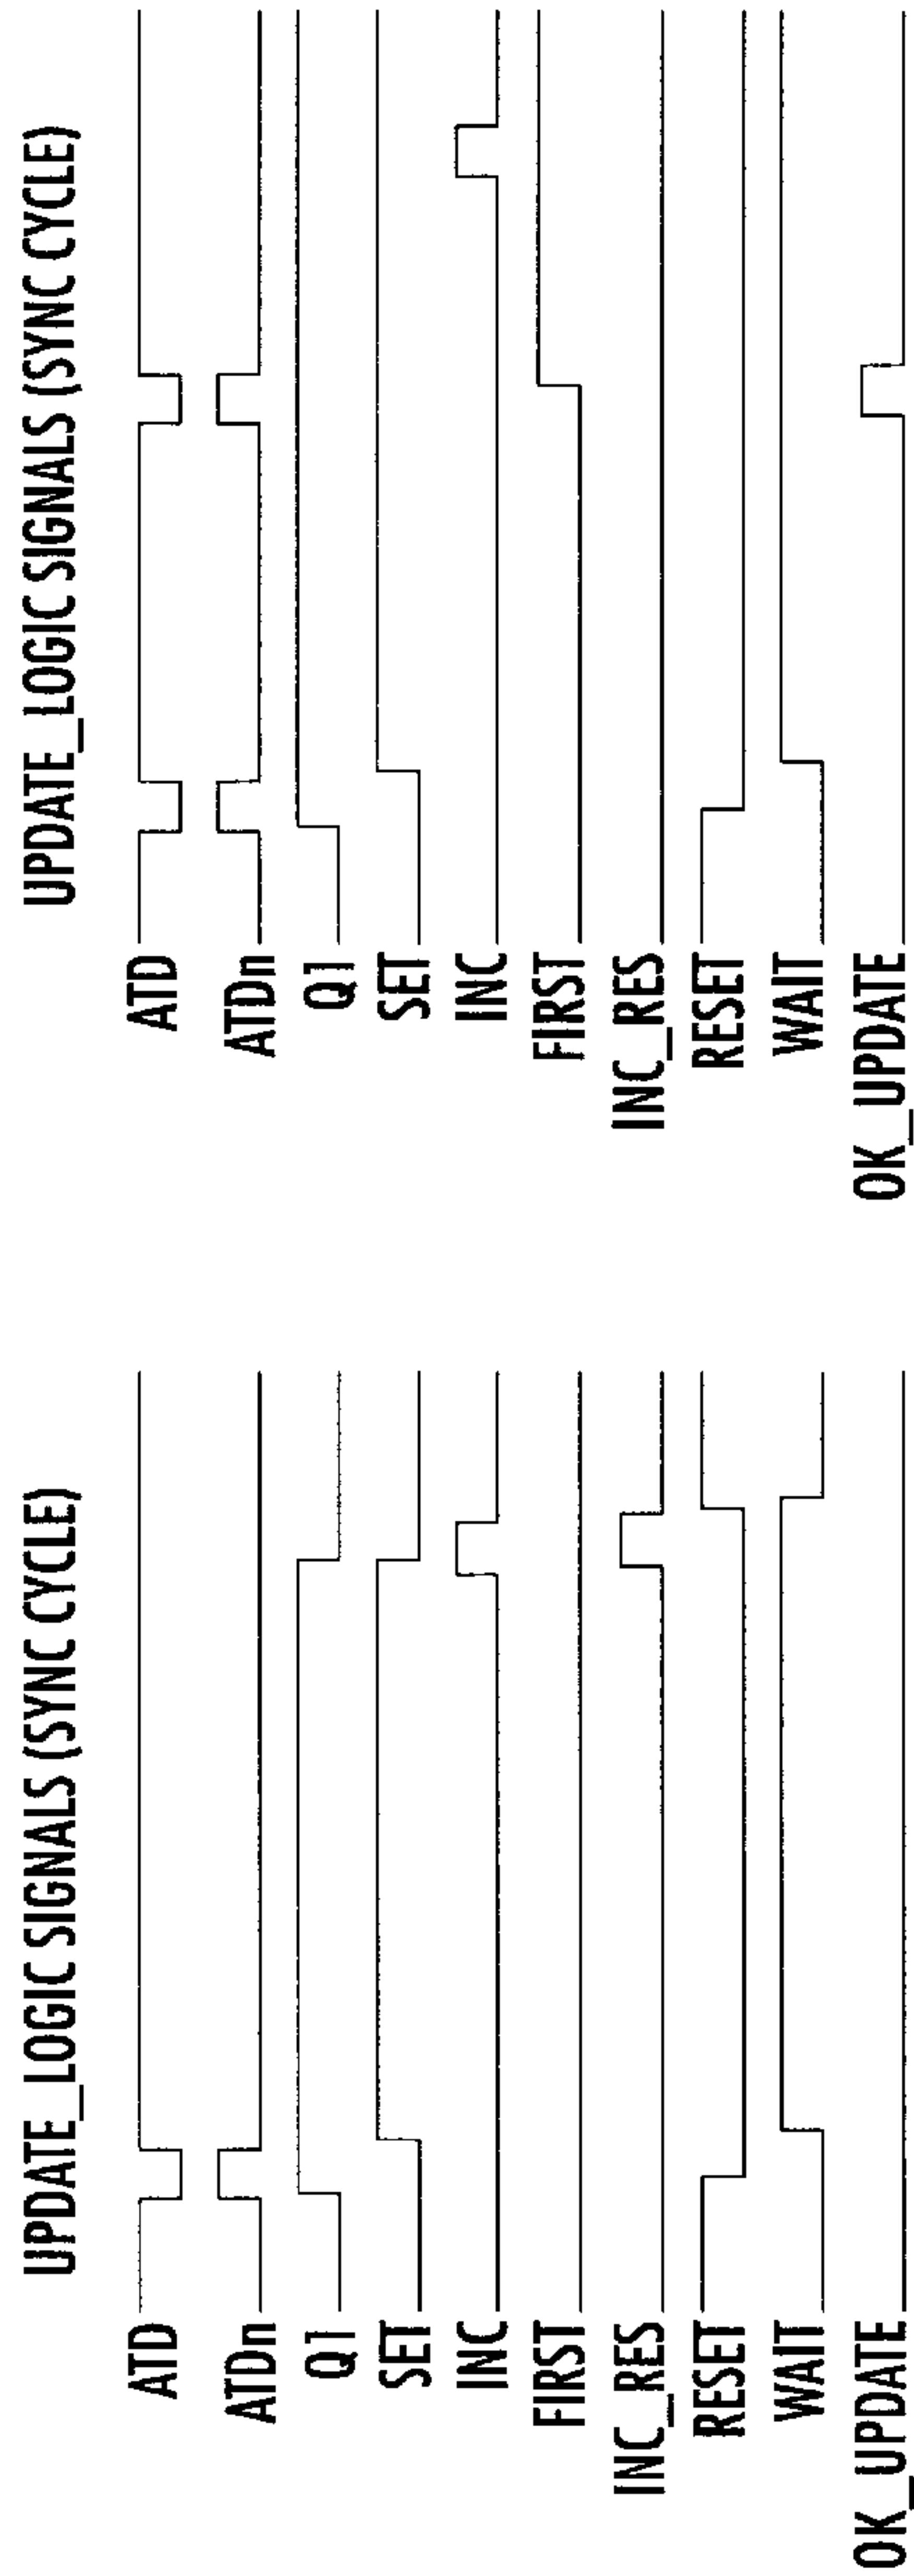 UPDATE_LOGIC SIGNALS (SYNC CYCLE)
ATD
ATDn
Q1
SET
INC
FIRST
INC_RES
RESET
WAIT
OK_UPDATE
UPDATE_LOGIC SIGNALS (SYNC CYCLE)
ATD
ATDn
Q1
SET
INC
FIRST
INC_RES
RESET
WAIT
OK_UPDATE